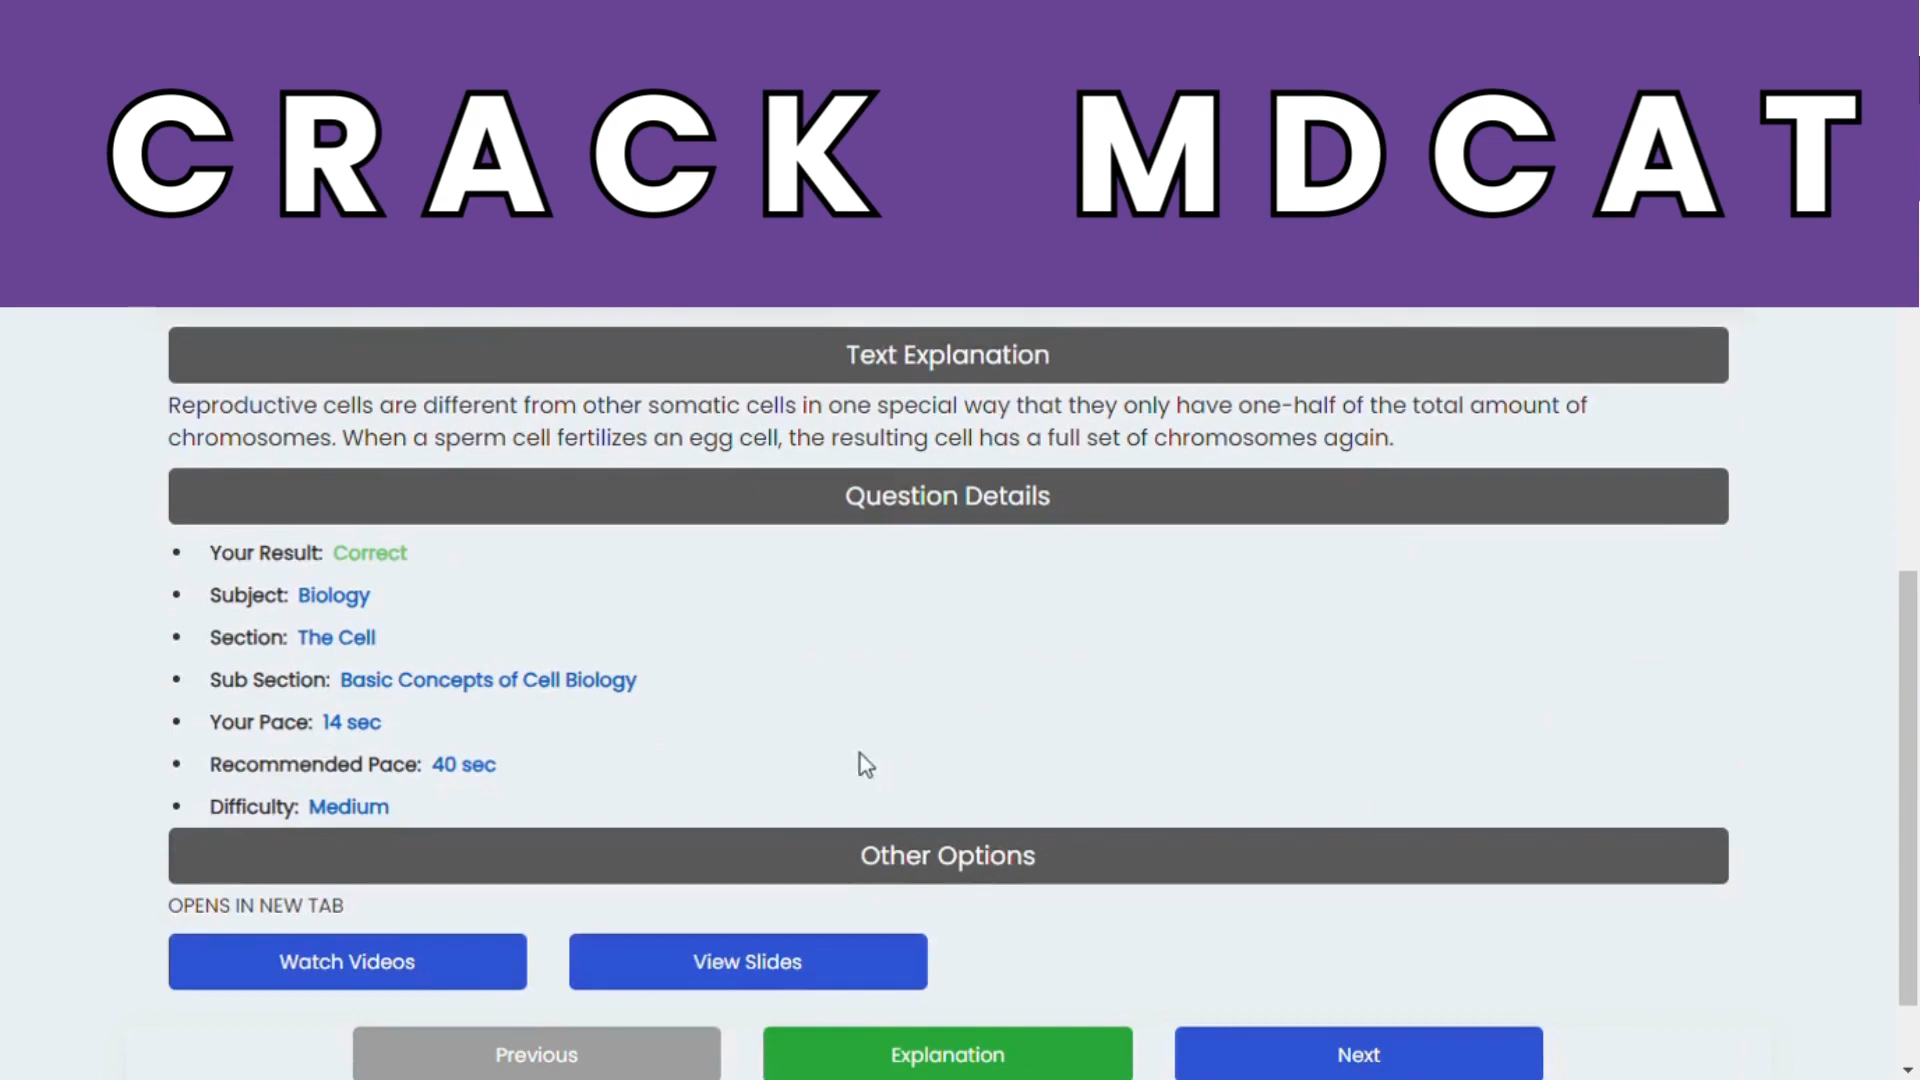 CRACK MDCAT
Text Explanation
Reproductive cells are different from other somatic cells in one special way that they only have one-half of the total amount of
chromosomes. When a sperm cell fertilizes an egg cell, the resulting cell has a full set of chromosomes again.
Question Details
• Your Result: Correct
• Subject: Biology
• Section: The Cell
• Sub Section: Basic Concepts of Cell Biology
• Your Pace: 14 sec
• Recommended Pace: 40 sec
• Difficulty: Medium
Other Options
OPENS IN NEW TAB
Watch Videos View Slides
Previous Explanation Next